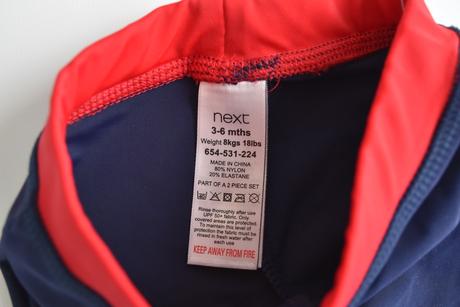 next
3-6 mths
Weight 8kgs 18lbs
654-531-224
MADE IN CHINA
80% NYLON
20% ELASTANE
PART OF A 2 PIECE SET
Rinse thoroughly after use
UPF 50+ fabric. Only
covered areas are protected.
To maintain this level of
protection the fabric must be
rinsed in fresh water after
each use
KEEP AWAY FROM FIRE